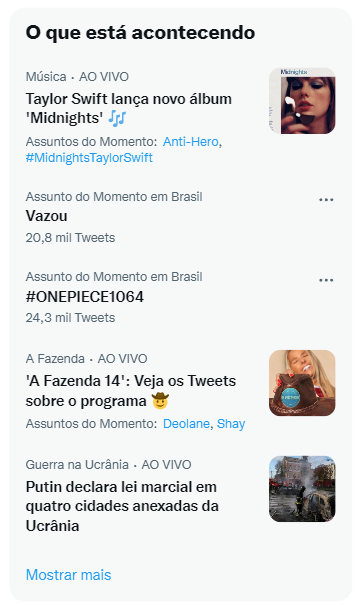 O que está acontecendo
Música · AO VIVO
Taylor Swift lança novo álbum
'Midnights' 🎶
Assuntos do Momento: Anti-Hero,
#MidnightsTaylorSwift
Midnights
Assunto do Momento em Brasil
Vazou
20,8 mil Tweets
Assunto do Momento em Brasil
#ONEPIECE1064
24,3 mil Tweets
A Fazenda · AO VIVO
'A Fazenda 14': Veja os Tweets
sobre o programa 🤠
Assuntos do Momento: Deolane, Shay
Guerra na Ucrânia · AO VIVO
Putin declara lei marcial em
quatro cidades anexadas da
Ucrânia
Mostrar mais